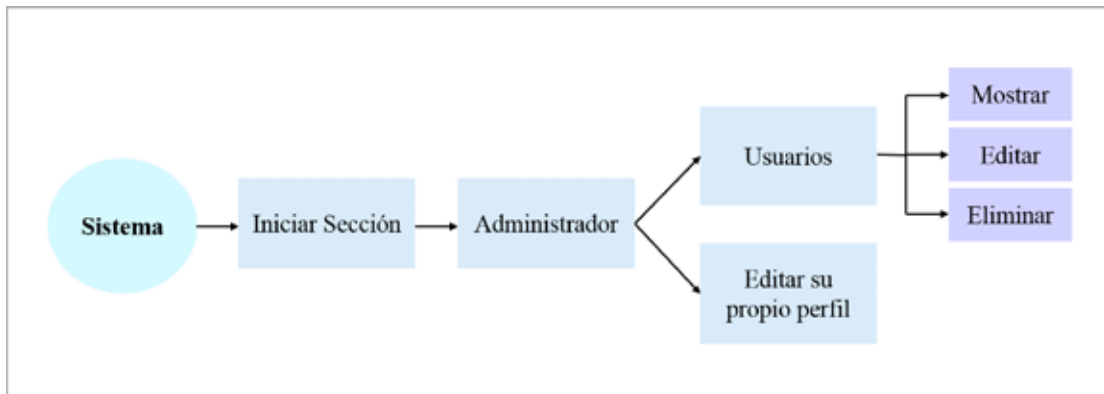 Sistema
Iniciar Sección
Administrador
Usuarios
Editar su
propio perfil
Mostrar
Editar
Eliminar